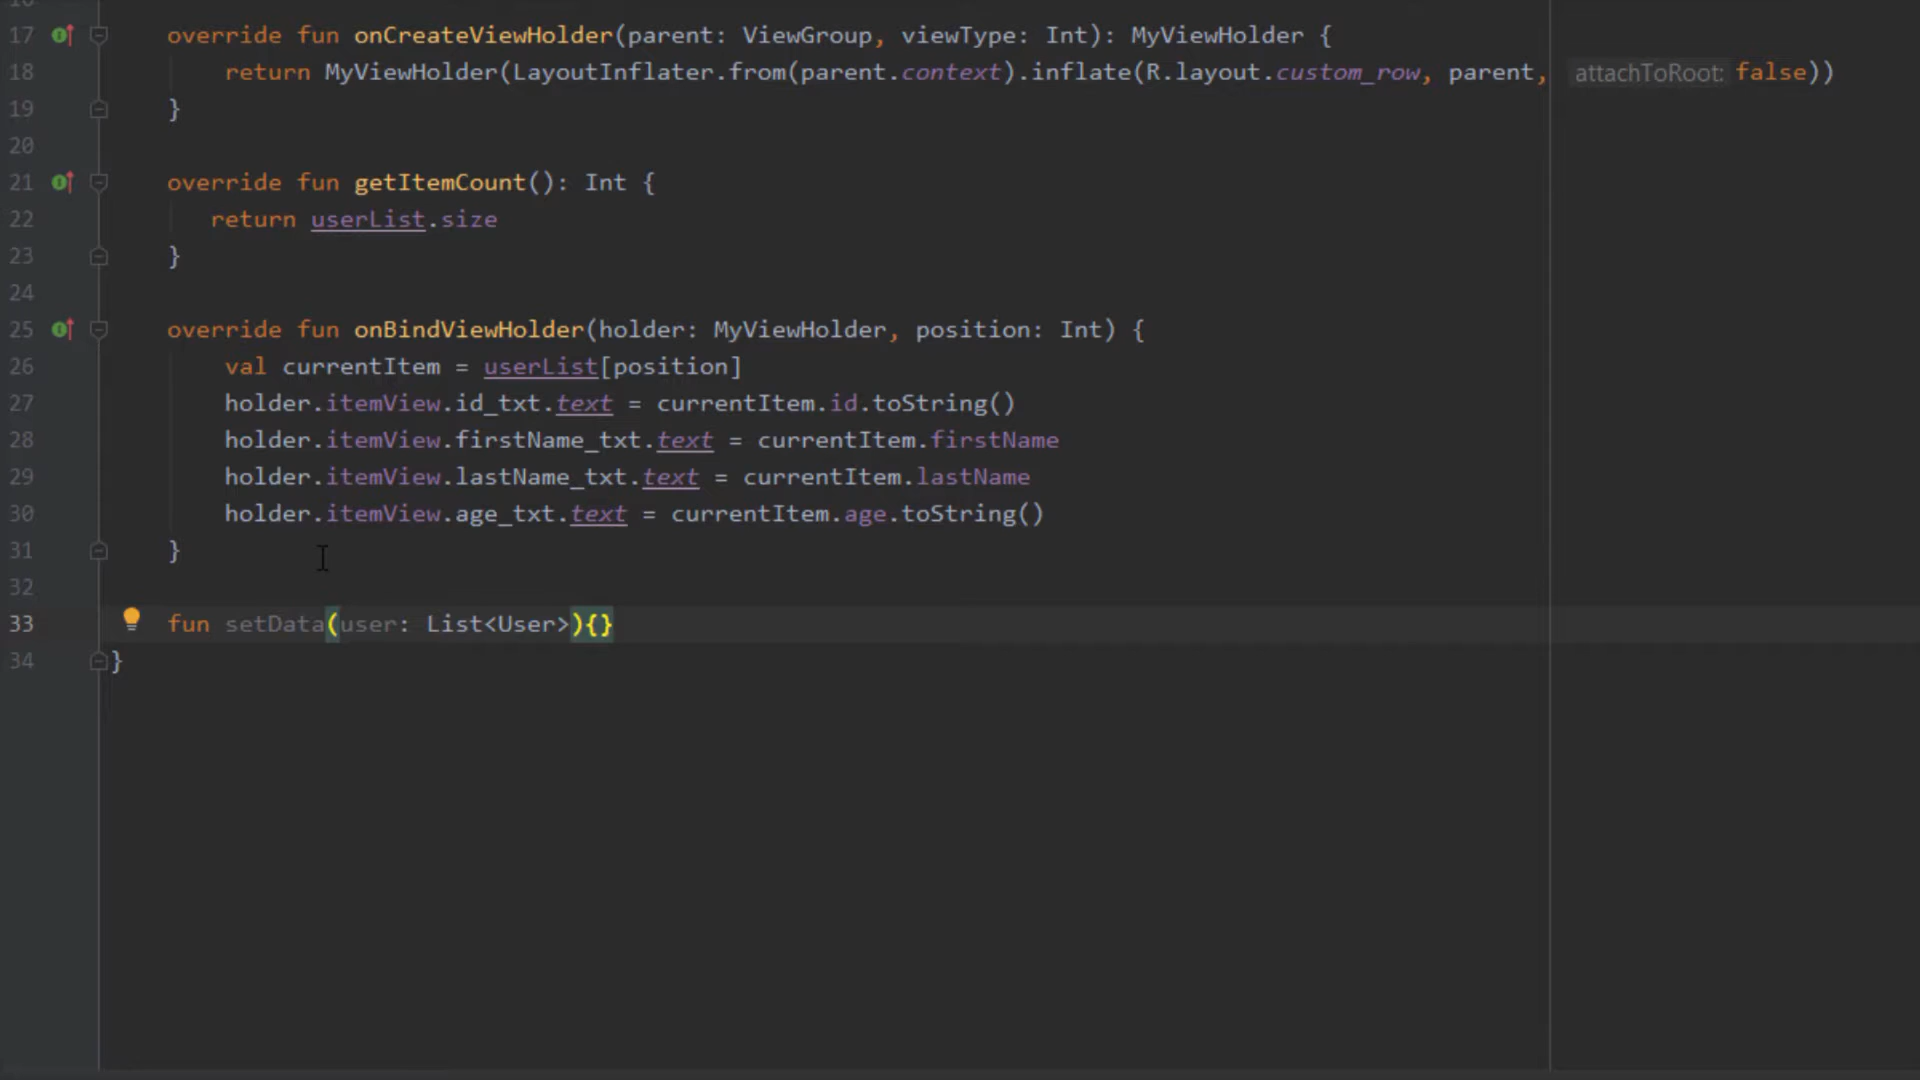 17 override fun onCreateViewHolder(parent: ViewGroup, viewType: Int): MyViewHolder {
18 return MyViewHolder(LayoutInflater.from(parent.context).inflate(R.layout.custom_row, parent, attachToRoot: false))
19 }
20
21 override fun getItemCount(): Int {
22 return userList.size
23 }
24
25 override fun onBindViewHolder(holder: MyViewHolder, position: Int) {
26 val currentItem = userList[position]
27 holder.itemView.id_txt.text = currentItem.id.toString()
28 holder.itemView.firstName_txt.text = currentItem.firstName
29 holder.itemView.lastName_txt.text = currentItem.lastName
30 holder.itemView.age_txt.text = currentItem.age.toString()
31 }
32
33 fun setData(user: List<User>){}
34 }